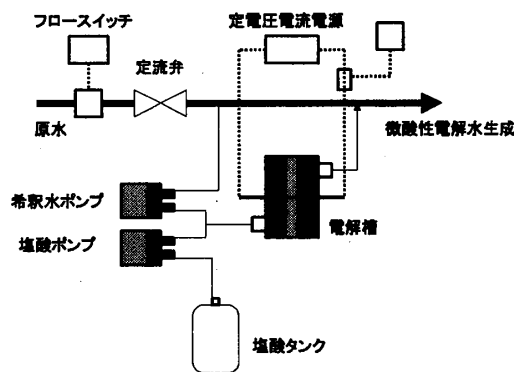 フロースイッチ
定電圧電流電源
定流弁
原水
微酸性電解水生成
希釈水ポンプ
塩酸ポンプ
電解槽
塩酸タンク